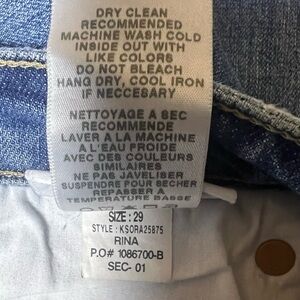 DRY CLEAN
RECOMMENDED
MACHINE WASH COLD
INSIDE OUT WITH
LIKE COLORS
DO NOT BLEACH
HANG DRY, COOL IRON
IF NECCESARY
NETTOYAGE A SEC
RECOMMENDE
LAVER A LA MACHINE
A L'EAU FROIDE
AVEC DES COULEURS
SIMILAIRES
NE PAS JAVELISER
SUSPENDRE POUR SECHER
REPASSER A
TEMPERATURE BASSE
SIZE: 29
STYLE: KSORA25875
RINA
P.O# 1086700-B
SEC- 01